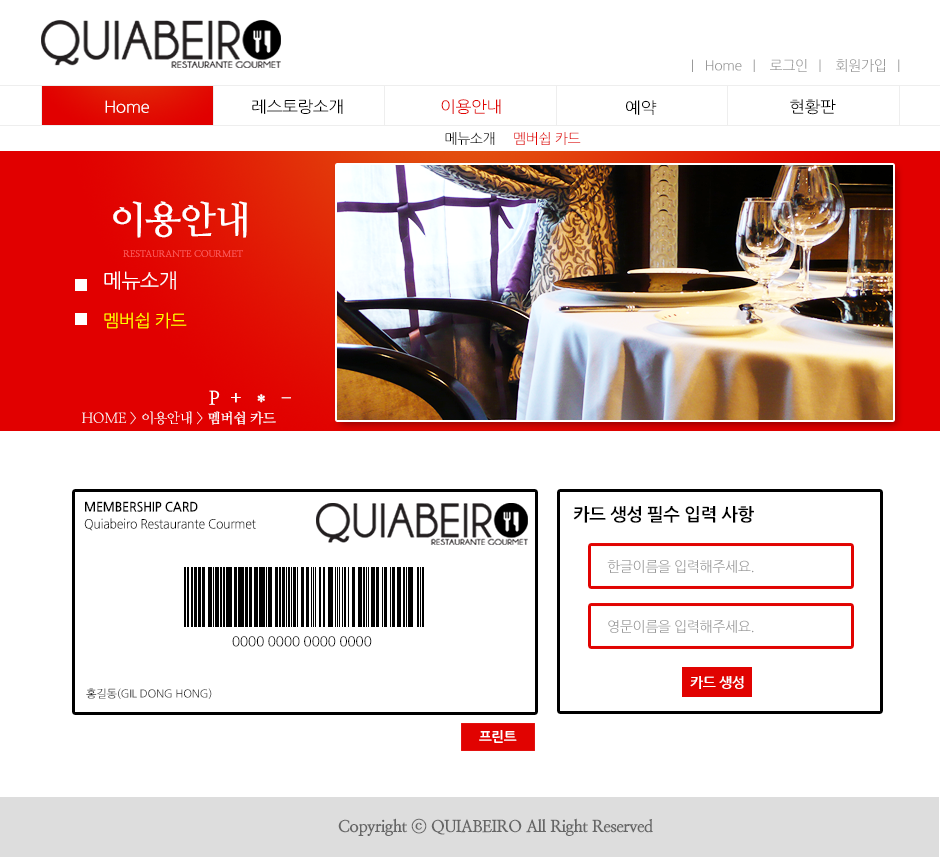 QUIABEIRO
RESTAURANTE GOURMET
| Home | 로그인 | 회원가입 |
Home 레스토랑소개 이용안내 예약 현황판
메뉴소개 멤버쉽 카드
이용안내
RESTAURANTE GOURMET
메뉴소개
멤버쉽 카드
P + * −
HOME > 이용안내 > 멤버쉽 카드
MEMBERSHIP CARD
Quiabeiro Restaurante Courmet
QUIABEIRO
RESTAURANTE GOURMET
0000 0000 0000 0000
홍길동(GIL DONG HONG)
프린트
카드 생성 필수 입력 사항
한글이름을 입력해주세요.
영문이름을 입력해주세요.
카드 생성
Copyright ⓒ QUIABEIRO All Right Reserved